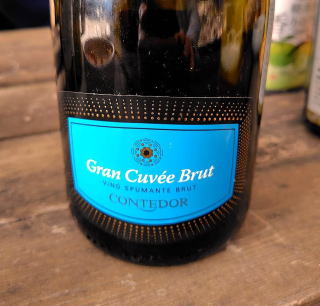 Gran Cuvée Brut
VINO SPUMANTE BRUT
CONTEDOR